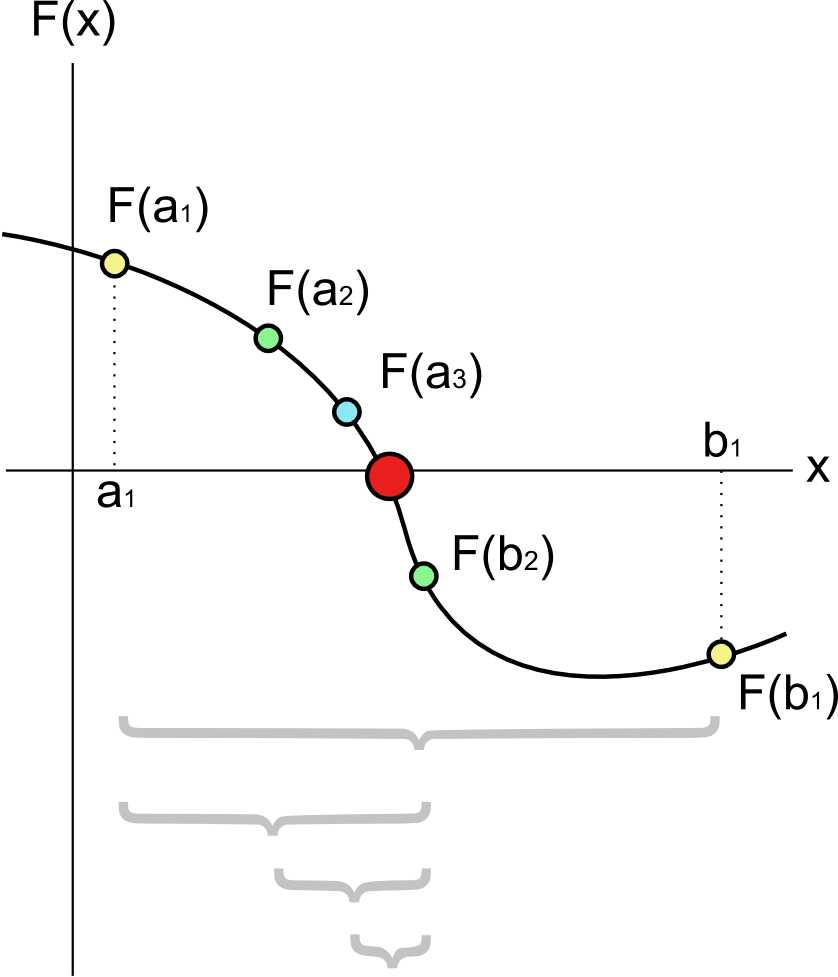 F(x)
F(a₁)
F(a₂)
F(a₃)
b₁
x
a₁
F(b₂)
F(b₁)